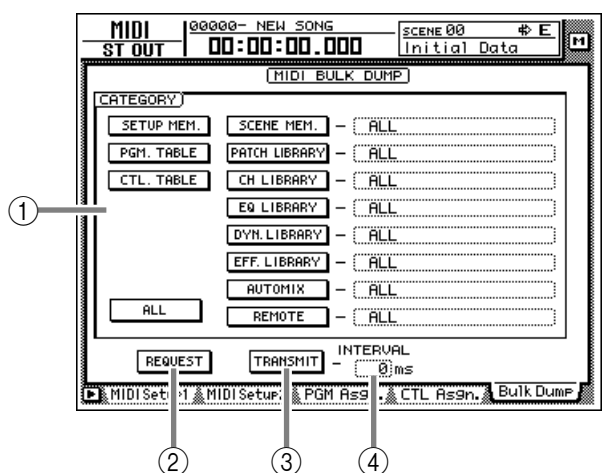 MIDI
ST OUT
00000- NEW SONG
00:00:00.000
SCENE 00 E
Initial Data
M
MIDI BULK DUMP
CATEGORY
SETUP MEM. SCENE MEM. - ALL
PGM. TABLE PATCH LIBRARY - ALL
CTL. TABLE CH LIBRARY - ALL
EQ LIBRARY - ALL
DYN. LIBRARY - ALL
EFF. LIBRARY - ALL
AUTOMIX - ALL
ALL REMOTE - ALL
1
INTERVAL
REQUEST TRANSMIT - 0 ms
MIDI Setup1 MIDI Setup2 PGM Asgn. CTL Asgn. Bulk Dump
2 3 4